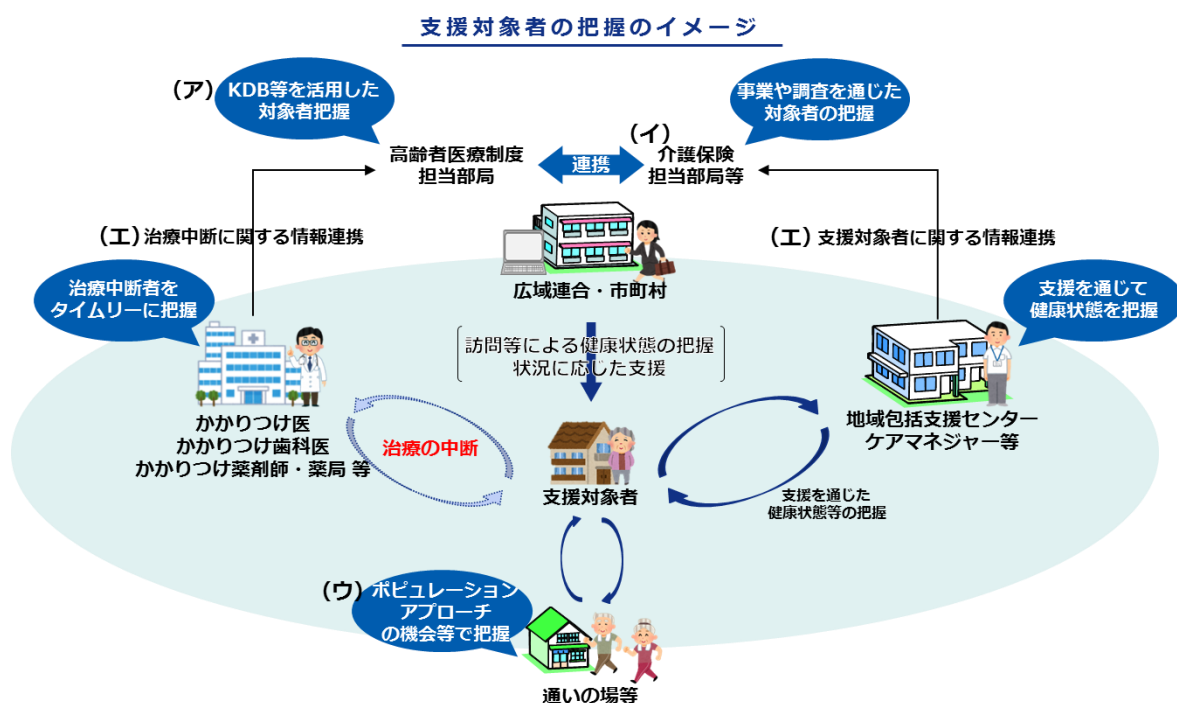 支援対象者の把握のイメージ
(ア)
KDB等を活用した
対象者把握
事業や調査を通じた
対象者の把握
高齢者医療制度
担当部局
連携
(イ)
介護保険
担当部局等
(エ)治療中断に関する情報連携
(エ)支援対象者に関する情報連携
広域連合・市町村
治療中断者を
タイムリーに把握
支援を通じて
健康状態を把握
訪問等による健康状態の把握
状況に応じた支援
かかりつけ医
かかりつけ歯科医
かかりつけ薬剤師・薬局 等
治療の中断
支援対象者
地域包括支援センター
ケアマネジャー等
支援を通じた
健康状態等の把握
(ウ)
ポピュレーション
アプローチ
の機会等で把握
通いの場等